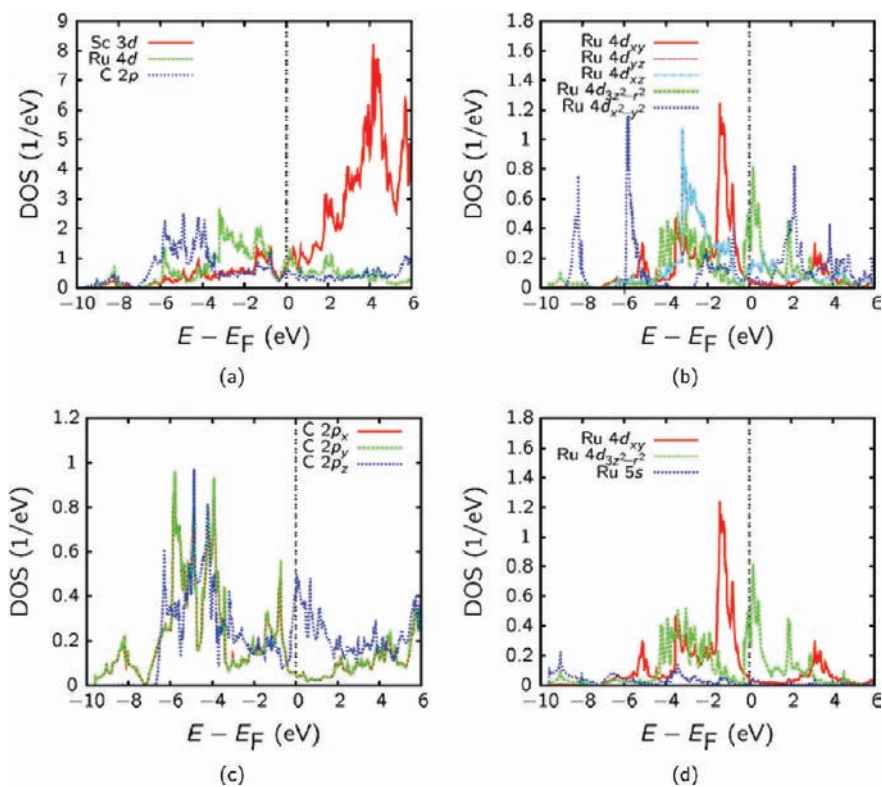 Sc 3d
Ru 4d
C 2p
DOS (1/eV)
9
8
7
6
5
4
3
2
1
0
−10 −8 −6 −4 −2 0 2 4 6
E − EF (eV)
(a)
Ru 4dxy
Ru 4dyz
Ru 4dxz
Ru 4d3z2−r2
Ru 4dx2−y2
DOS (1/eV)
1.8
1.6
1.4
1.2
1
0.8
0.6
0.4
0.2
0
−10 −8 −6 −4 −2 0 2 4 6
E − EF (eV)
(b)
C 2px
C 2py
C 2pz
DOS (1/eV)
1.2
1
0.8
0.6
0.4
0.2
0
−10 −8 −6 −4 −2 0 2 4 6
E − EF (eV)
(c)
Ru 4dxy
Ru 4d3z2−r2
Ru 5s
DOS (1/eV)
1.8
1.6
1.4
1.2
1
0.8
0.6
0.4
0.2
0
−10 −8 −6 −4 −2 0 2 4 6
E − EF (eV)
(d)